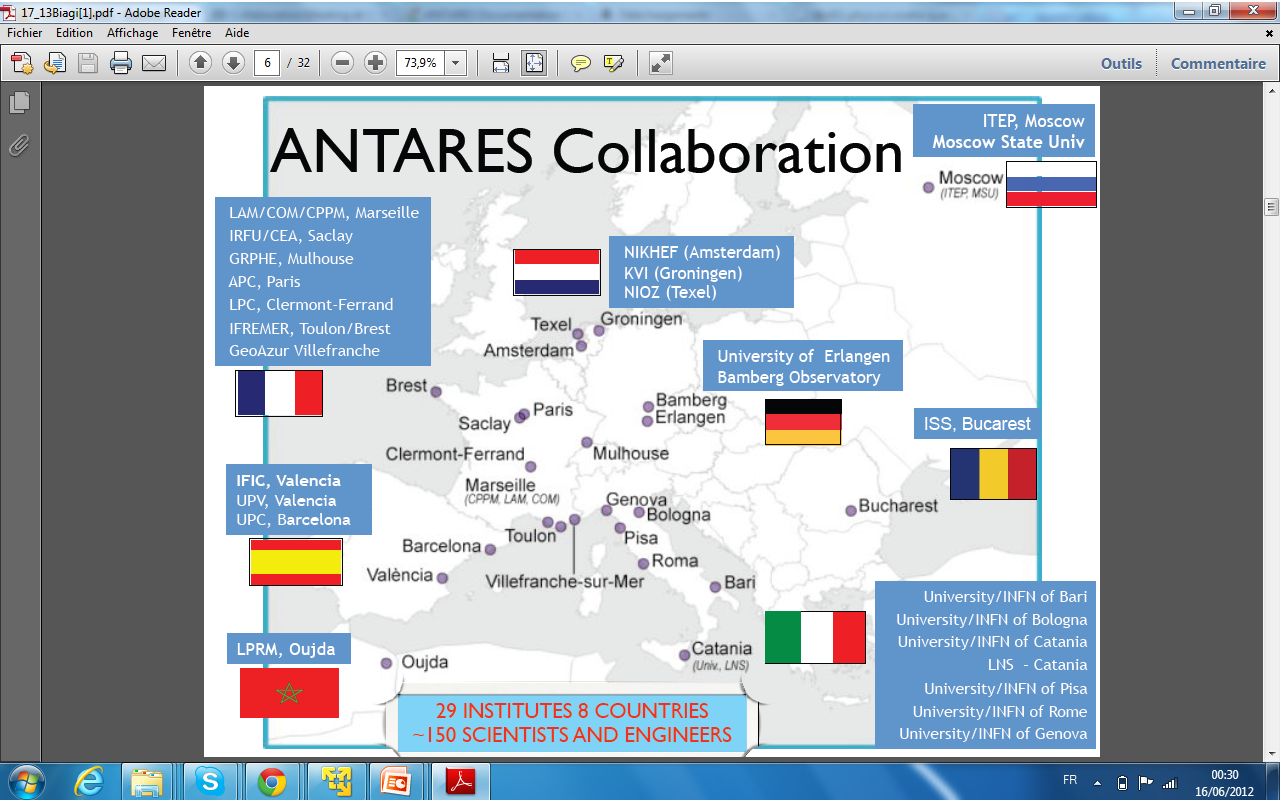 17_13Biagi[1].pdf - Adobe Reader
Fichier Edition Affichage Fenêtre Aide
6 / 32 73,9% Outils Commentaire
ANTARES Collaboration
ITEP, Moscow
Moscow State Univ
Moscow
(ITEP, MSU)
LAM/COM/CPPM, Marseille
IRFU/CEA, Saclay
GRPHE, Mulhouse
APC, Paris
LPC, Clermont-Ferrand
IFREMER, Toulon/Brest
GeoAzur Villefranche
NIKHEF (Amsterdam)
KVI (Groningen)
NIOZ (Texel)
Groningen
Texel
Amsterdam
University of Erlangen
Bamberg Observatory
Brest
Paris
Saclay
Bamberg
Erlangen
ISS, Bucarest
Clermont-Ferrand
Mulhouse
Marseille
(CPPM, LAM, COM)
IFIC, Valencia
UPV, Valencia
UPC, Barcelona
Genova
Bologna
Bucharest
Toulon
Pisa
Barcelona
Roma
València
Villefranche-sur-Mer
Bari
University/INFN of Bari
University/INFN of Bologna
University/INFN of Catania
LNS - Catania
University/INFN of Pisa
University/INFN of Rome
University/INFN of Genova
LPRM, Oujda
Oujda
Catania
(Univ., LNS)
29 INSTITUTES 8 COUNTRIES
~150 SCIENTISTS AND ENGINEERS
FR
00:30
16/06/2012